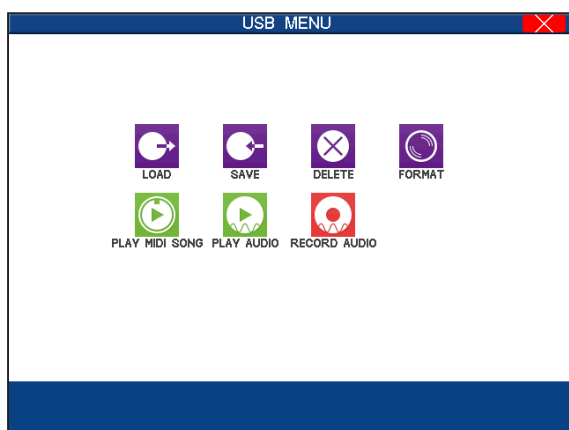 USB MENU
LOAD SAVE DELETE FORMAT
PLAY MIDI SONG PLAY AUDIO RECORD AUDIO